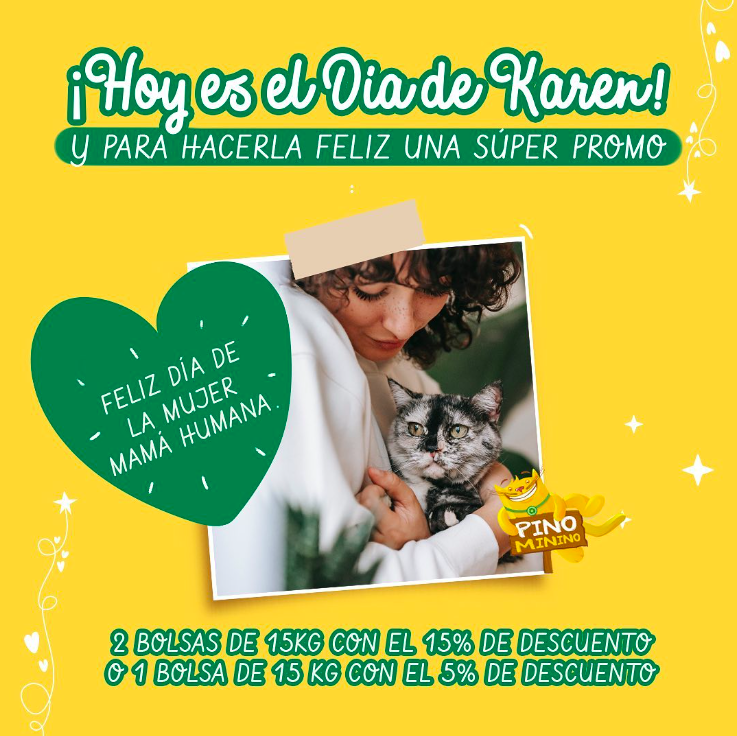 ¡Hoy es el Dia de Karen!
Y PARA HACERLA FELIZ UNA SÚPER PROMO
:
FELIZ DÍA DE
LA MUJER
MAMÁ HUMANA.
PINO
MININO
2 BOLSAS DE 15KG CON EL 15% DE DESCUENTO
O 1 BOLSA DE 15 KG CON EL 5% DE DESCUENTO